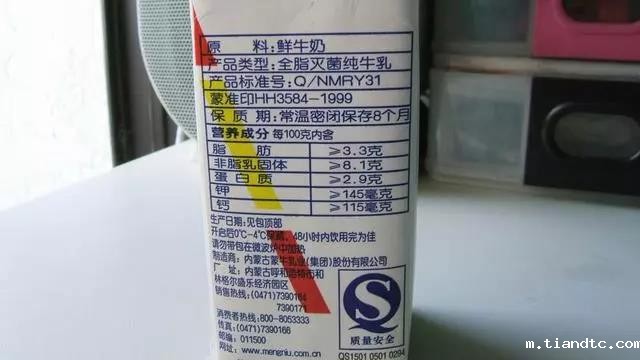 原 料:鲜牛奶
产品类型:全脂灭菌纯牛乳
产品标准号:Q/NMRY31
蒙准印HH3584-1999
保 质 期:常温密闭保存8个月
营养成分 每100克内含
脂 肪 ≥3.3克
非脂乳固体 ≥8.1克
蛋白质 ≥2.9克
钾 ≥145毫克
钙 ≥115毫克
生产日期:见包顶部
开启后0℃-4℃保藏,48小时内饮用完为佳
请勿带包在微波炉中加热
制造商:内蒙古蒙牛乳业(集团)股份有限公司
厂 址:内蒙古呼和浩特市和
林格尔盛乐经济园区
销售热线:(0471)7390164
7390171
消费者热线:800-8053333
传真:(0471)7390166
邮编:011500
网址:www.mengniu.com.cn
质量安全
QS1501 0501 0294
m.tiandtc.com